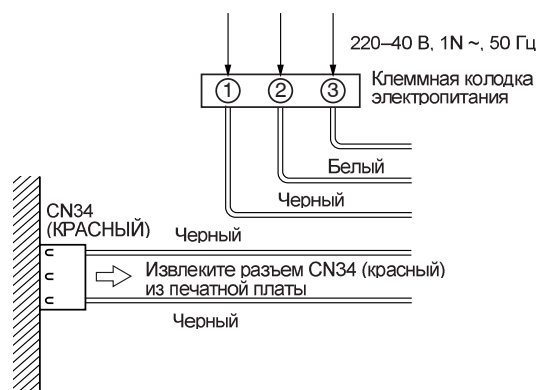 220–40 В, 1N ~, 50 Гц
1 2 3
Клеммная колодка
электропитания
Белый
Черный
CN34
(КРАСНЫЙ)
Черный
Извлеките разъем CN34 (красный)
из печатной платы
Черный